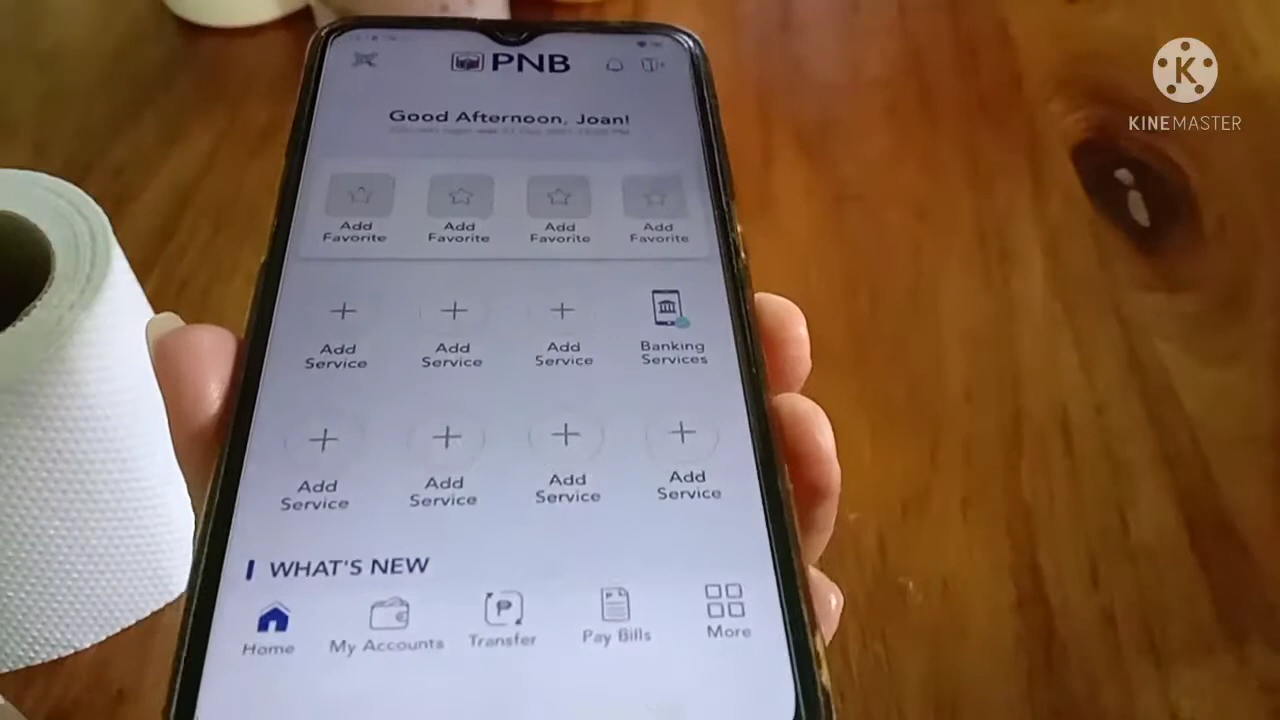 PNB
K
KINEMASTER
Good Afternoon, Joan!
Add Favorite
Add Favorite
Add Favorite
Add Favorite
Add Service
Add Service
Add Service
Banking Services
Add Service
Add Service
Add Service
Add Service
WHAT'S NEW
Home
My Accounts
Transfer
Pay Bills
More